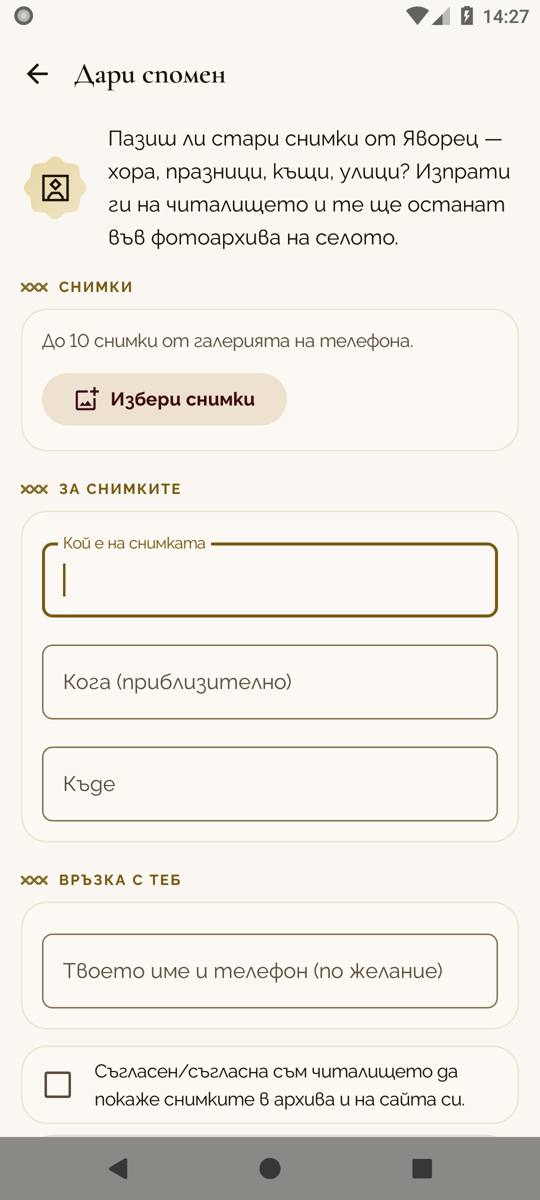 14:27
Дари спомен
Пазиш ли стари снимки от Яворец —
хора, празници, къщи, улици? Изпрати
ги на читалището и те ще останат
във фотоархива на селото.
СНИМКИ
До 10 снимки от галерията на телефона.
Избери снимки
ЗА СНИМКИТЕ
Кой е на снимката
Кога (приблизително)
Къде
ВРЪЗКА С ТЕБ
Твоето име и телефон (по желание)
Съгласен/съгласна съм читалището да
покаже снимките в архива и на сайта си.